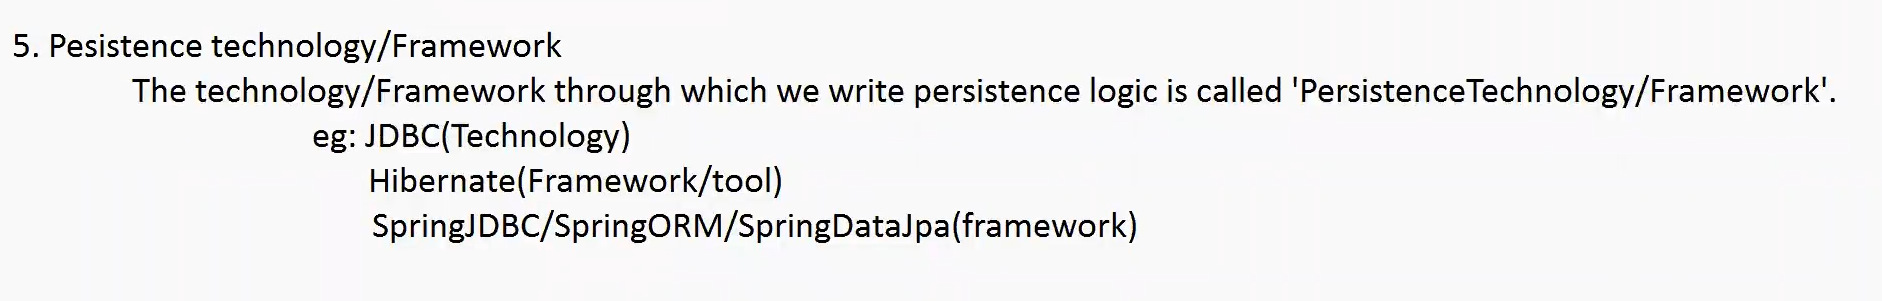 5. Pesistence technology/Framework
The technology/Framework through which we write persistence logic is called 'PersistenceTechnology/Framework'.
eg: JDBC(Technology)
Hibernate(Framework/tool)
SpringJDBC/SpringORM/SpringDataJpa(framework)